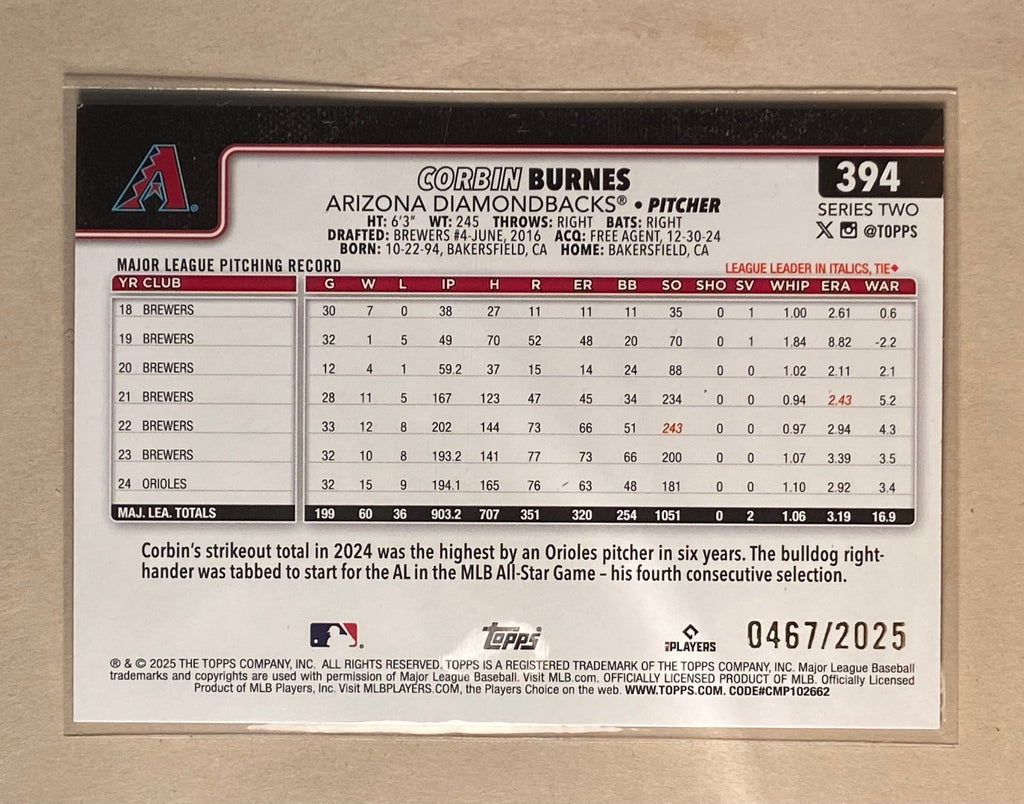 CORBIN BURNES
394
ARIZONA DIAMONDBACKS® • PITCHER
SERIES TWO
HT: 6'3" WT: 245 THROWS: RIGHT BATS: RIGHT
DRAFTED: BREWERS #4-JUNE, 2016 ACQ: FREE AGENT, 12-30-24
@TOPPS
BORN: 10-22-94, BAKERSFIELD, CA HOME: BAKERSFIELD, CA
MAJOR LEAGUE PITCHING RECORD
LEAGUE LEADER IN ITALICS, TIE♦
YR CLUB G W L IP H R ER BB SO SHO SV WHIP ERA WAR
18 BREWERS 30 7 0 38 27 11 11 11 35 0 1 1.00 2.61 0.6
19 BREWERS 32 1 5 49 70 52 48 20 70 0 1 1.84 8.82 -2.2
20 BREWERS 12 4 1 59.2 37 15 14 24 88 0 0 1.02 2.11 2.1
21 BREWERS 28 11 5 167 123 47 45 34 234 0 0 0.94 2.43 5.2
22 BREWERS 33 12 8 202 144 73 66 51 243 0 0 0.97 2.94 4.3
23 BREWERS 32 10 8 193.2 141 77 73 66 200 0 0 1.07 3.39 3.5
24 ORIOLES 32 15 9 194.1 165 76 63 48 181 0 0 1.10 2.92 3.4
MAJ. LEA. TOTALS 199 60 36 903.2 707 351 320 254 1051 0 2 1.06 3.19 16.9
Corbin's strikeout total in 2024 was the highest by an Orioles pitcher in six years. The bulldog right-
hander was tabbed to start for the AL in the MLB All-Star Game – his fourth consecutive selection.
Topps
PLAYERS
0467/2025
® & © 2025 THE TOPPS COMPANY, INC. ALL RIGHTS RESERVED. TOPPS IS A REGISTERED TRADEMARK OF THE TOPPS COMPANY, INC. Major League Baseball
trademarks and copyrights are used with permission of Major League Baseball. Visit MLB.com. OFFICIALLY LICENSED PRODUCT OF MLB. Officially Licensed
Product of MLB Players, Inc. Visit MLBPLAYERS.COM, the Players Choice on the web. WWW.TOPPS.COM. CODE#CMP102662